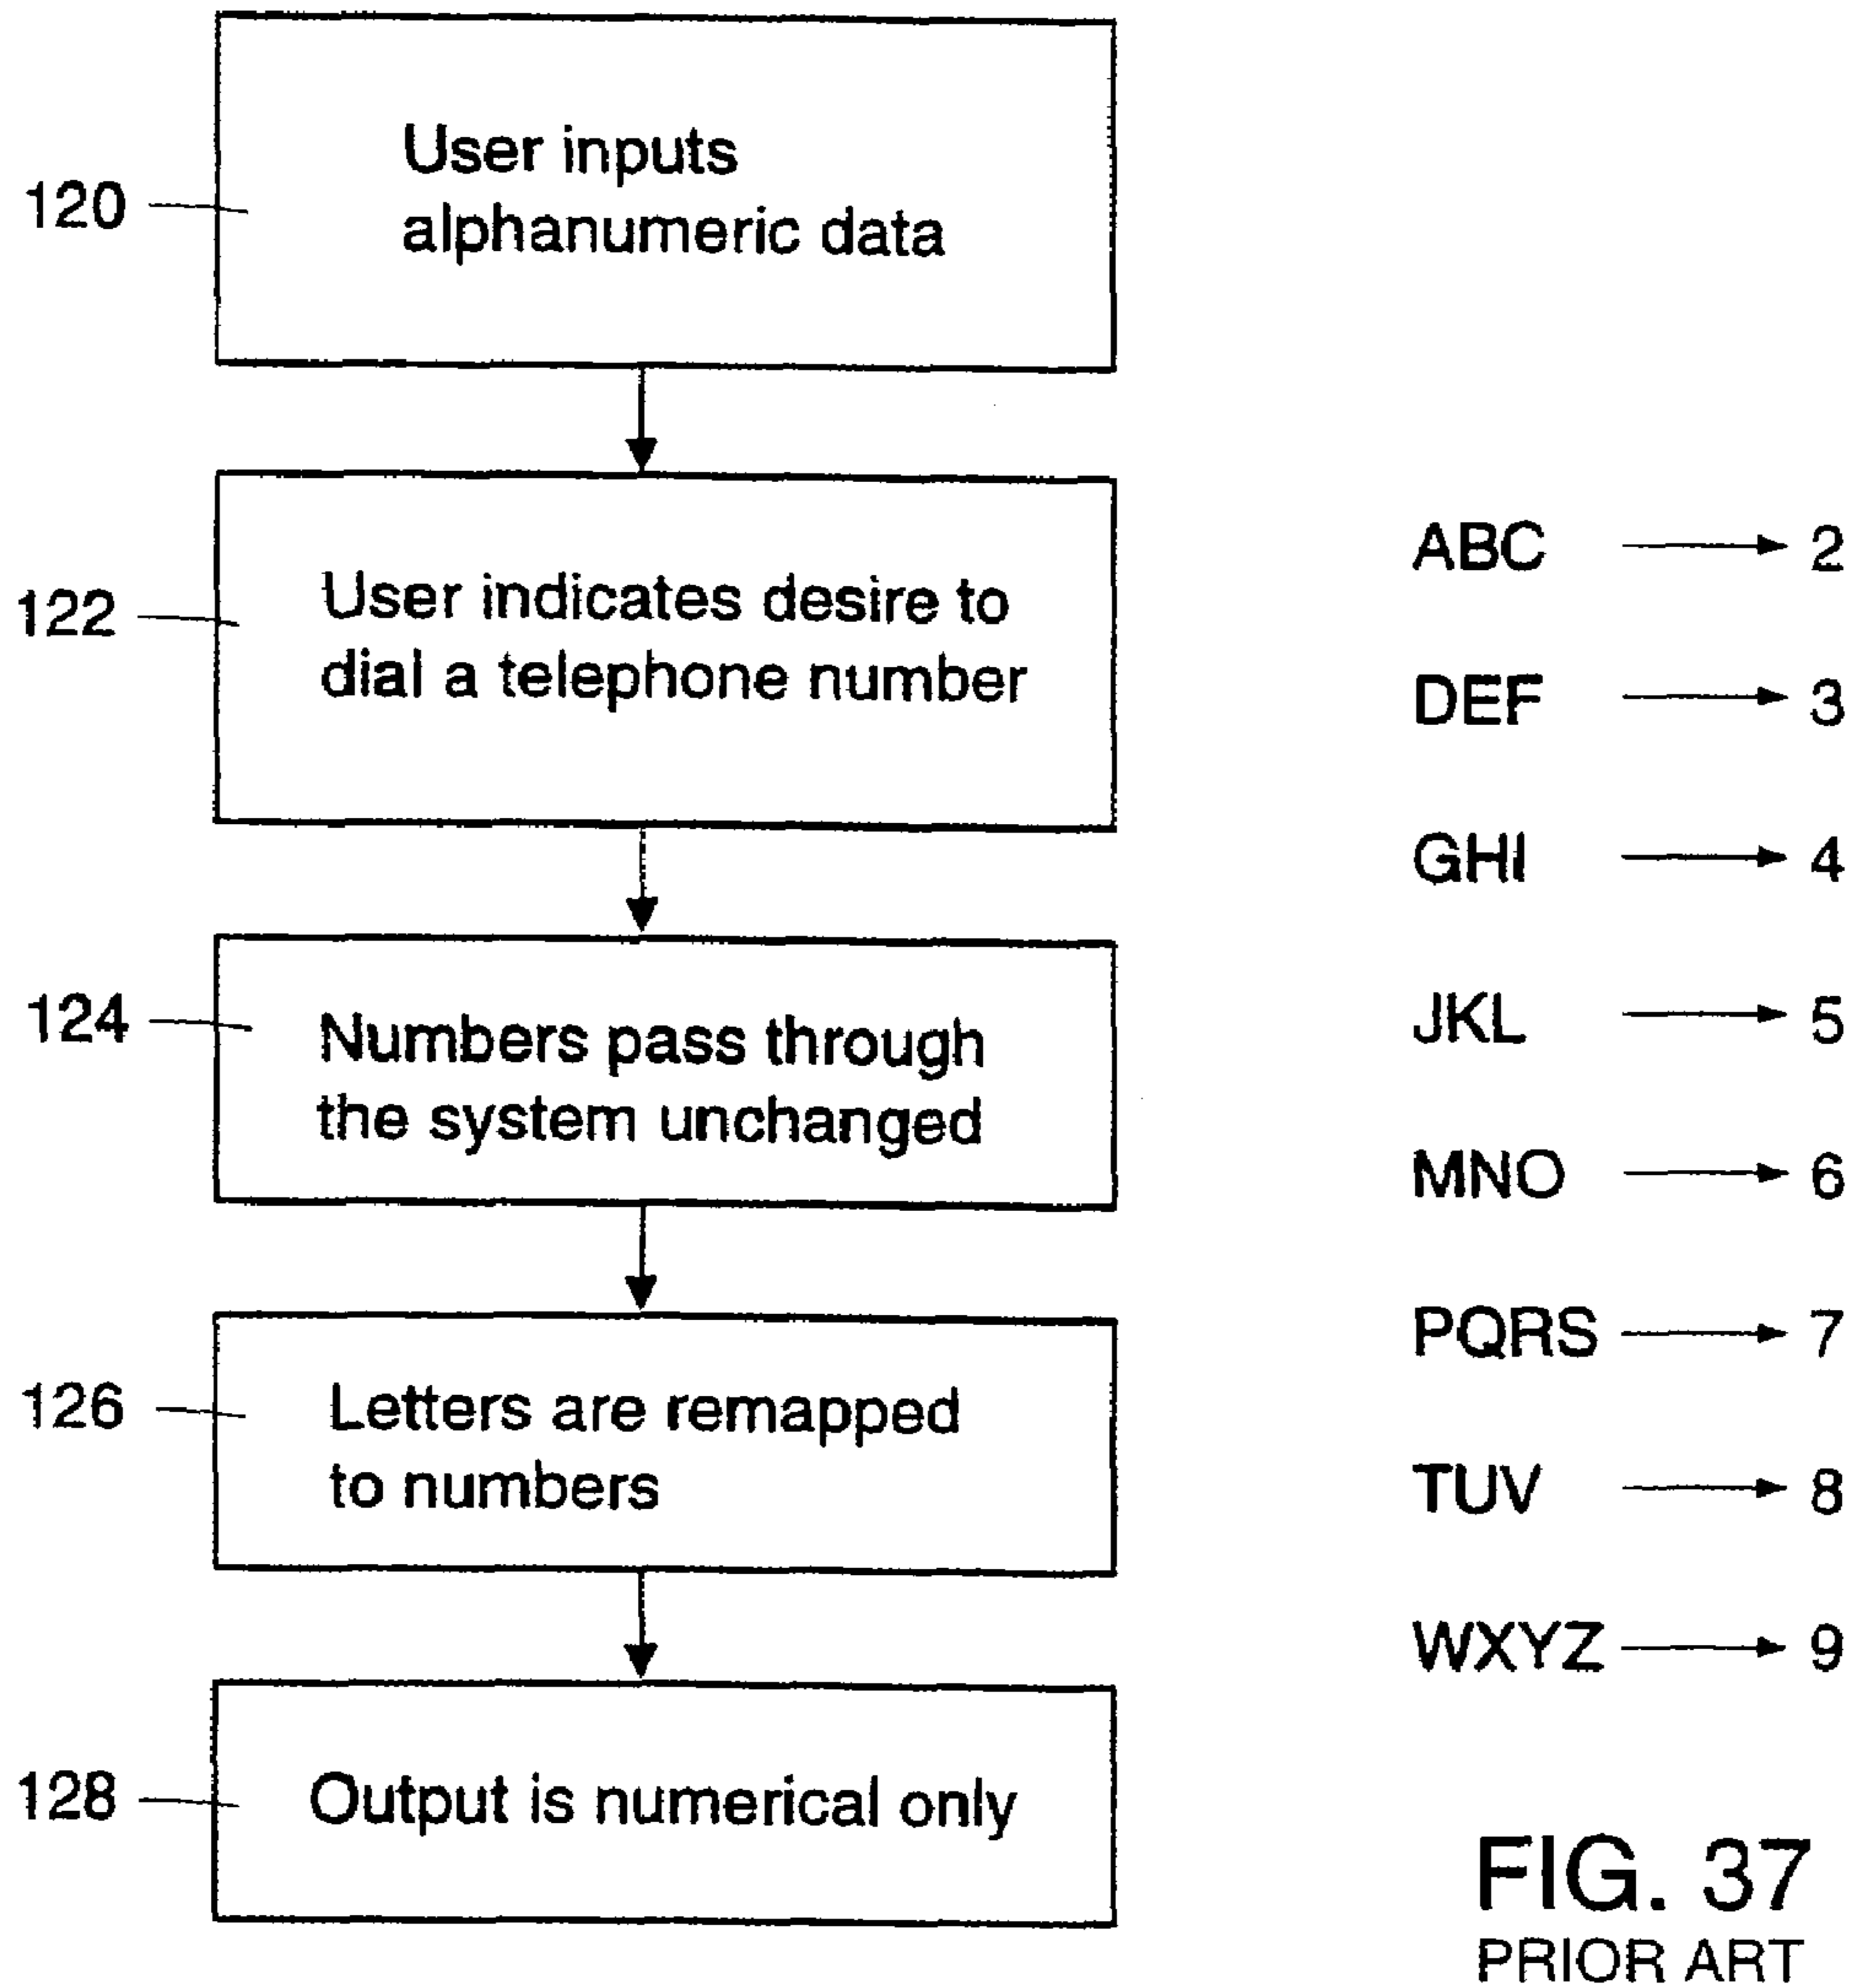 120
User inputs
alphanumeric data
122
User indicates desire to
dial a telephone number
124
Numbers pass through
the system unchanged
126
Letters are remapped
to numbers
128
Output is numerical only
ABC 2
DEF 3
GHI 4
JKL 5
MNO 6
PQRS 7
TUV 8
WXYZ 9
FIG. 37
PRIOR ART